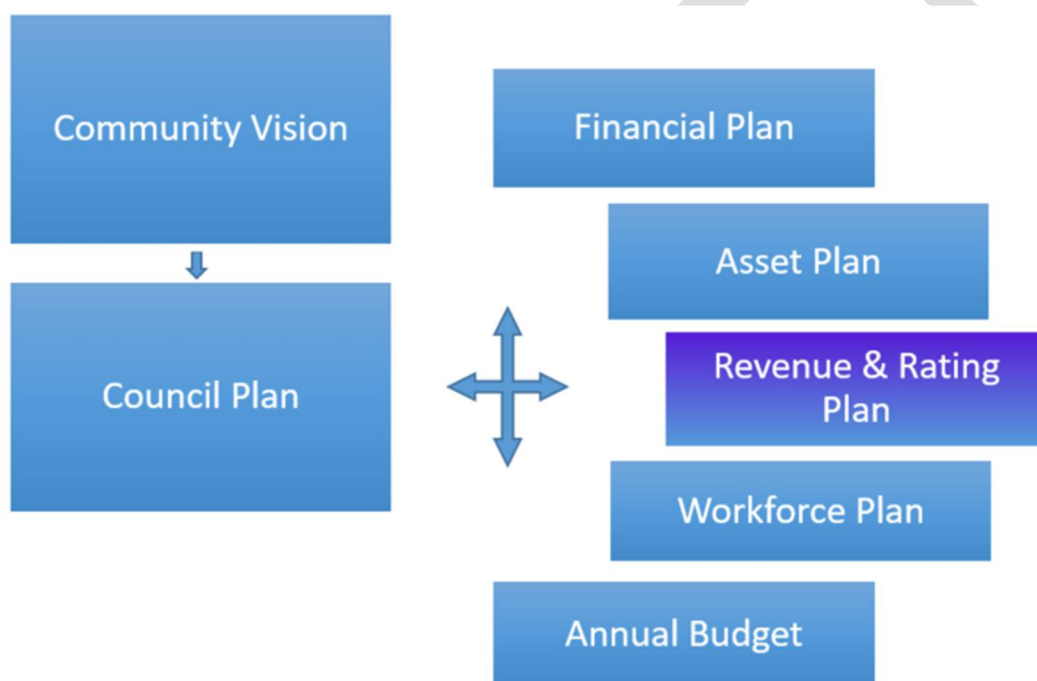 Community Vision
Council Plan
Financial Plan
Asset Plan
Revenue & Rating
Plan
Workforce Plan
Annual Budget